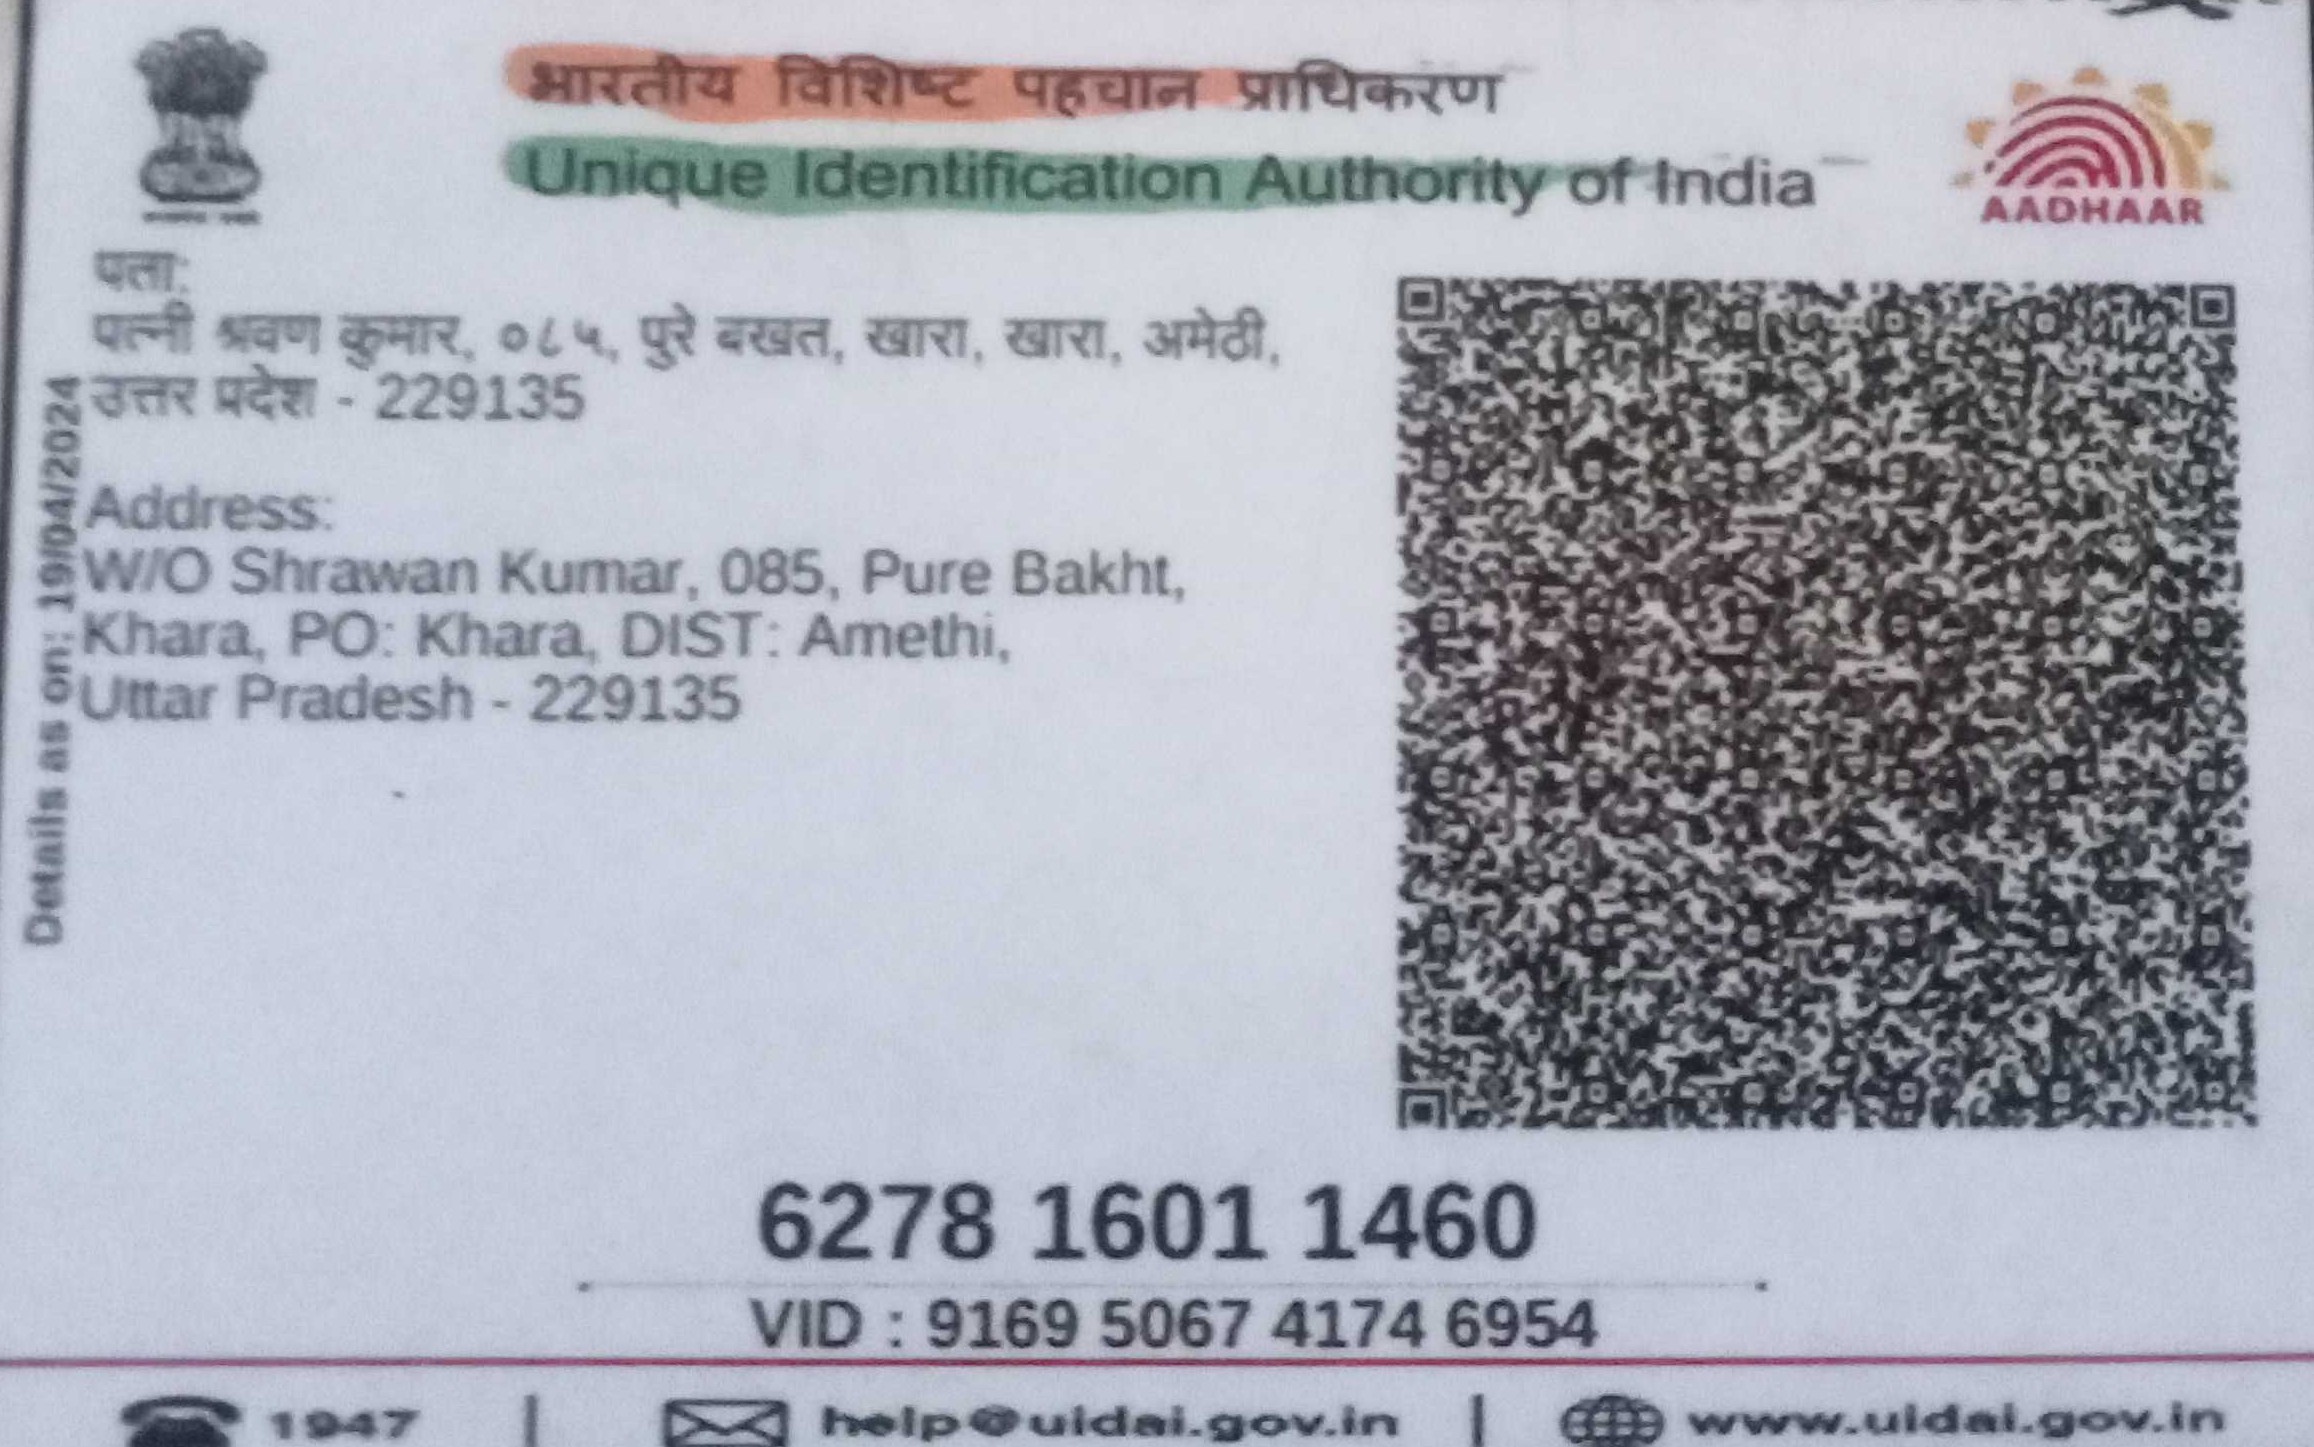 भारतीय विशिष्ट पहचान प्राधिकरण
Unique Identification Authority of India
AADHAAR
पता:
पत्नी श्रवण कुमार, ०८५, पुरे बखत, खारा, खारा, अमेठी,
उत्तर प्रदेश - 229135
Address:
W/O Shrawan Kumar, 085, Pure Bakht,
Khara, PO: Khara, DIST: Amethi,
Uttar Pradesh - 229135
Details as on: 19/04/2024
6278 1601 1460
VID : 9169 5067 4174 6954
1947 | help@uidai.gov.in | www.uidai.gov.in